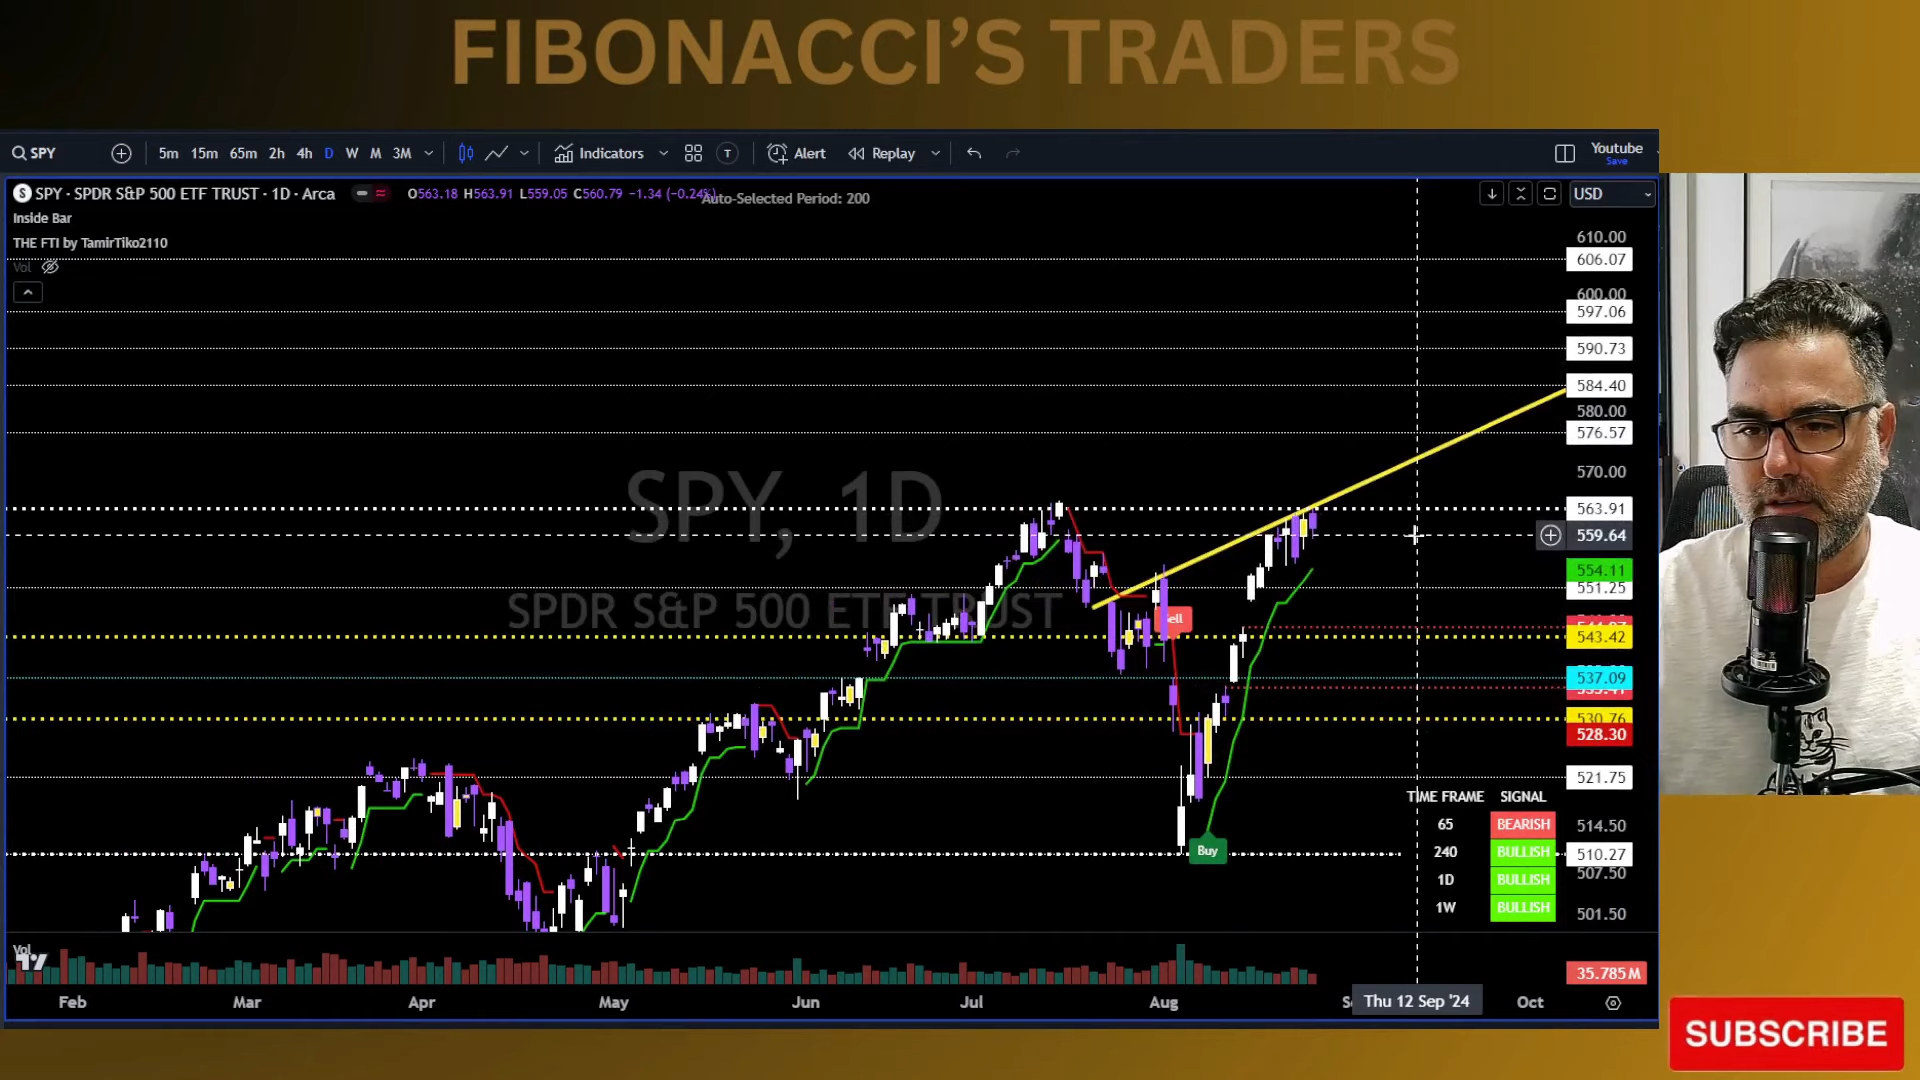 FIBONACCI'S TRADERS
SPY 5m 15m 65m 2h 4h D W M 3M Indicators T Alert Replay Youtube
Save
S SPY · SPDR S&P 500 ETF TRUST · 1D · Arca O563.18 H563.91 L559.05 C560.79 −1.34 (−0.24%) Auto-Selected Period: 200 USD
Inside Bar
THE FTI by TamirTiko2110
Vol
610.00
606.07
600.00
597.06
590.73
584.40
580.00
576.57
570.00
563.91
559.64
554.11
551.25
543.42
537.09
530.76
528.30
521.75
514.50
510.27
507.50
501.50
SPY, 1D
SPDR S&P 500 ETF TRUST
Buy
TIME FRAME SIGNAL
65 BEARISH
240 BULLISH
1D BULLISH
1W BULLISH
Vol
35.785M
Feb Mar Apr May Jun Jul Aug Thu 12 Sep '24 Oct
SUBSCRIBE